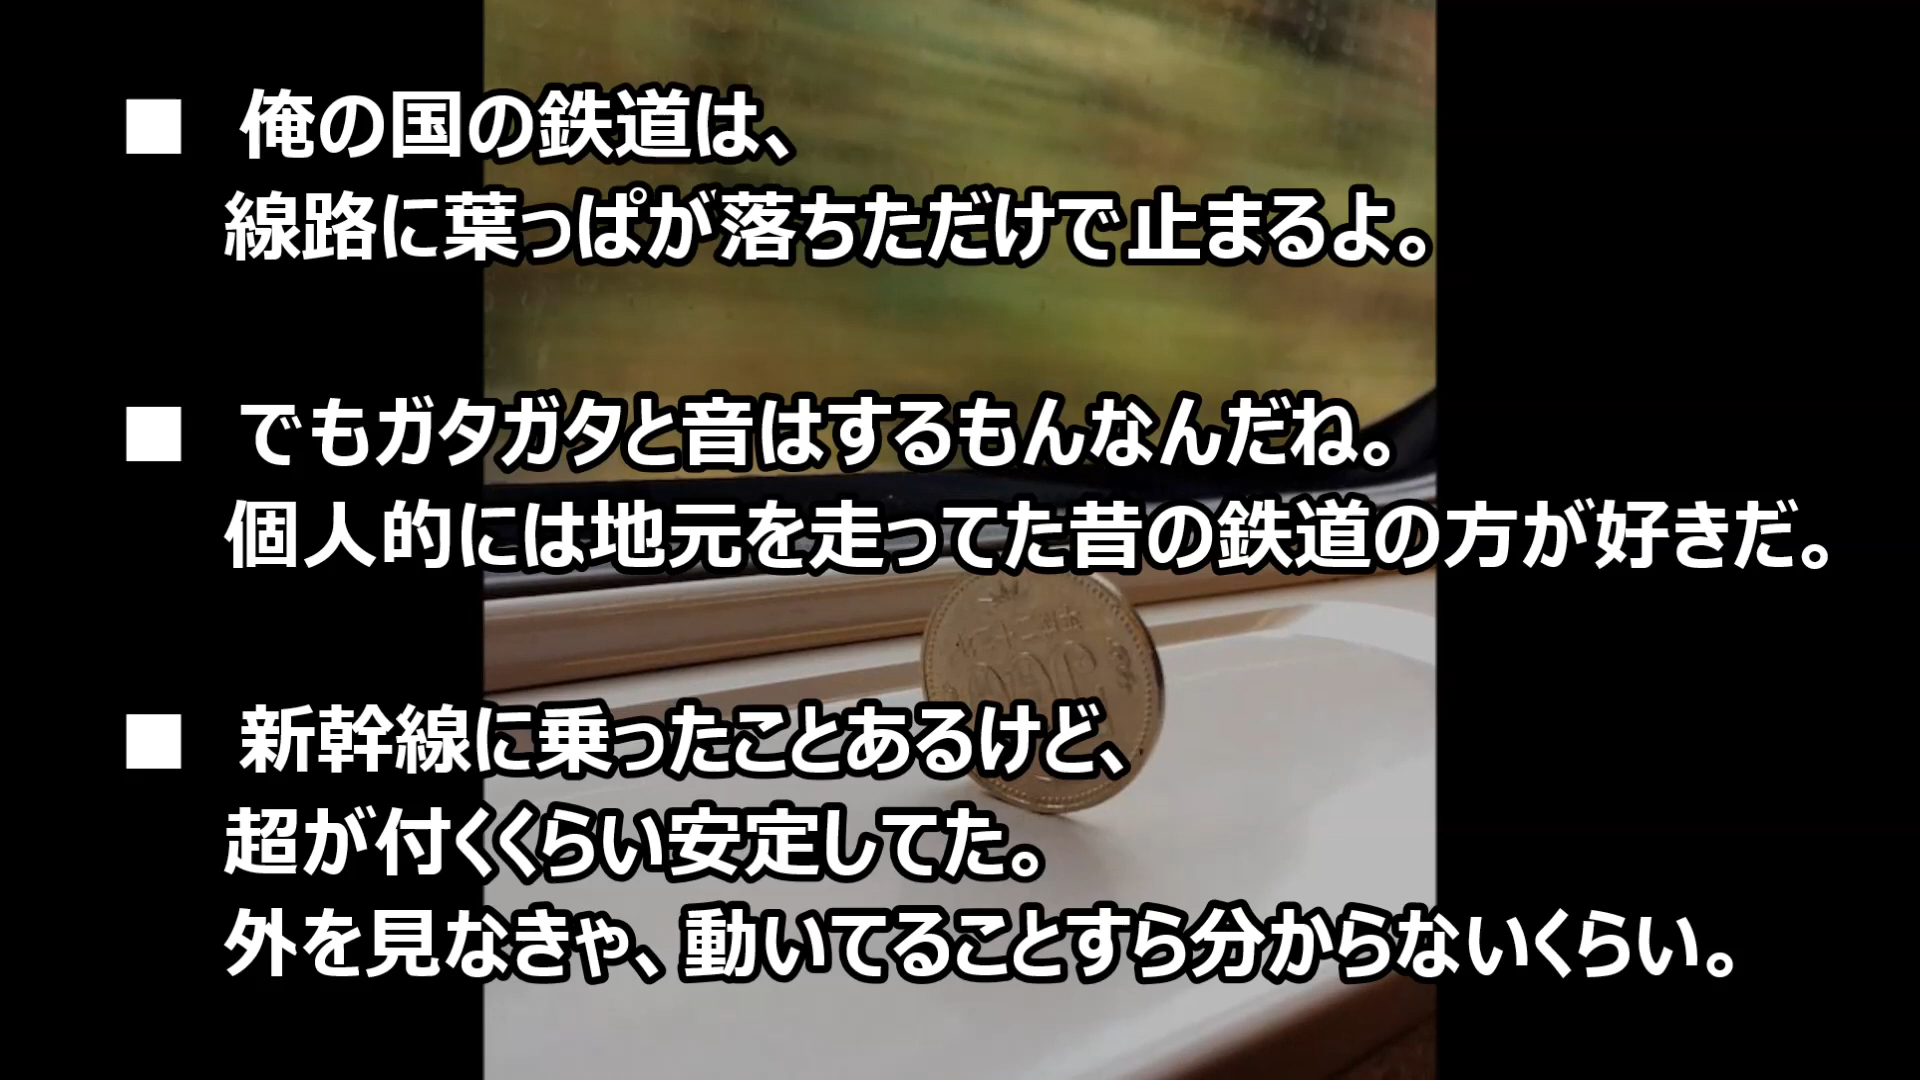 ■ 俺の国の鉄道は、
線路に葉っぱが落ちただけで止まるよ。
■ でもガタガタと音はするもんなんだね。
個人的には地元を走ってた昔の鉄道の方が好きだ。
■ 新幹線に乗ったことあるけど、
超が付くくらい安定してた。
外を見なきゃ、動いてることすら分からないくらい。